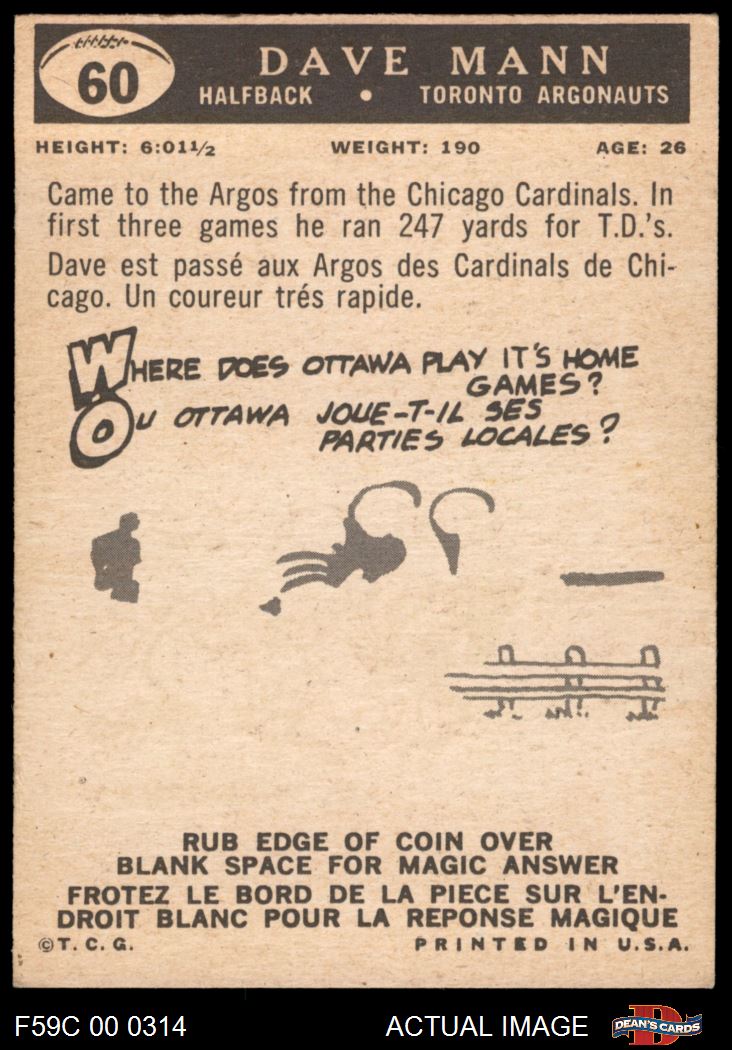 60
DAVE MANN
HALFBACK • TORONTO ARGONAUTS
HEIGHT: 6:01½ WEIGHT: 190 AGE: 26
Came to the Argos from the Chicago Cardinals. In
first three games he ran 247 yards for T.D.'s.
Dave est passé aux Argos des Cardinals de Chi-
cago. Un coureur trés rapide.
WHERE DOES OTTAWA PLAY IT'S HOME
GAMES?
OU OTTAWA JOUE-T-IL SES
PARTIES LOCALES?
RUB EDGE OF COIN OVER
BLANK SPACE FOR MAGIC ANSWER
FROTEZ LE BORD DE LA PIECE SUR L'EN-
DROIT BLANC POUR LA REPONSE MAGIQUE
©T. C. G. PRINTED IN U.S.A.
F59C 00 0314 ACTUAL IMAGE D DEAN'S CARDS